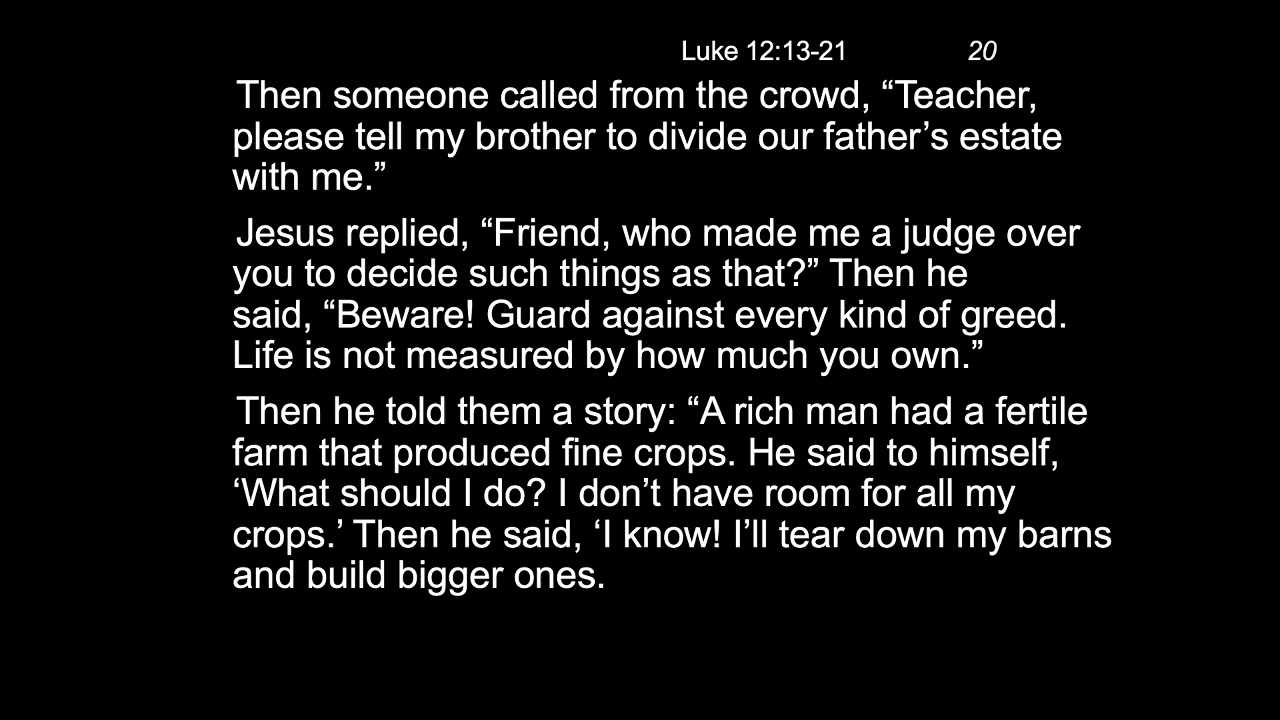 Luke 12:13-21 20
Then someone called from the crowd, “Teacher,
please tell my brother to divide our father’s estate
with me.”
Jesus replied, “Friend, who made me a judge over
you to decide such things as that?” Then he
said, “Beware! Guard against every kind of greed.
Life is not measured by how much you own.”
Then he told them a story: “A rich man had a fertile
farm that produced fine crops. He said to himself,
‘What should I do? I don’t have room for all my
crops.’ Then he said, ‘I know! I’ll tear down my barns
and build bigger ones.